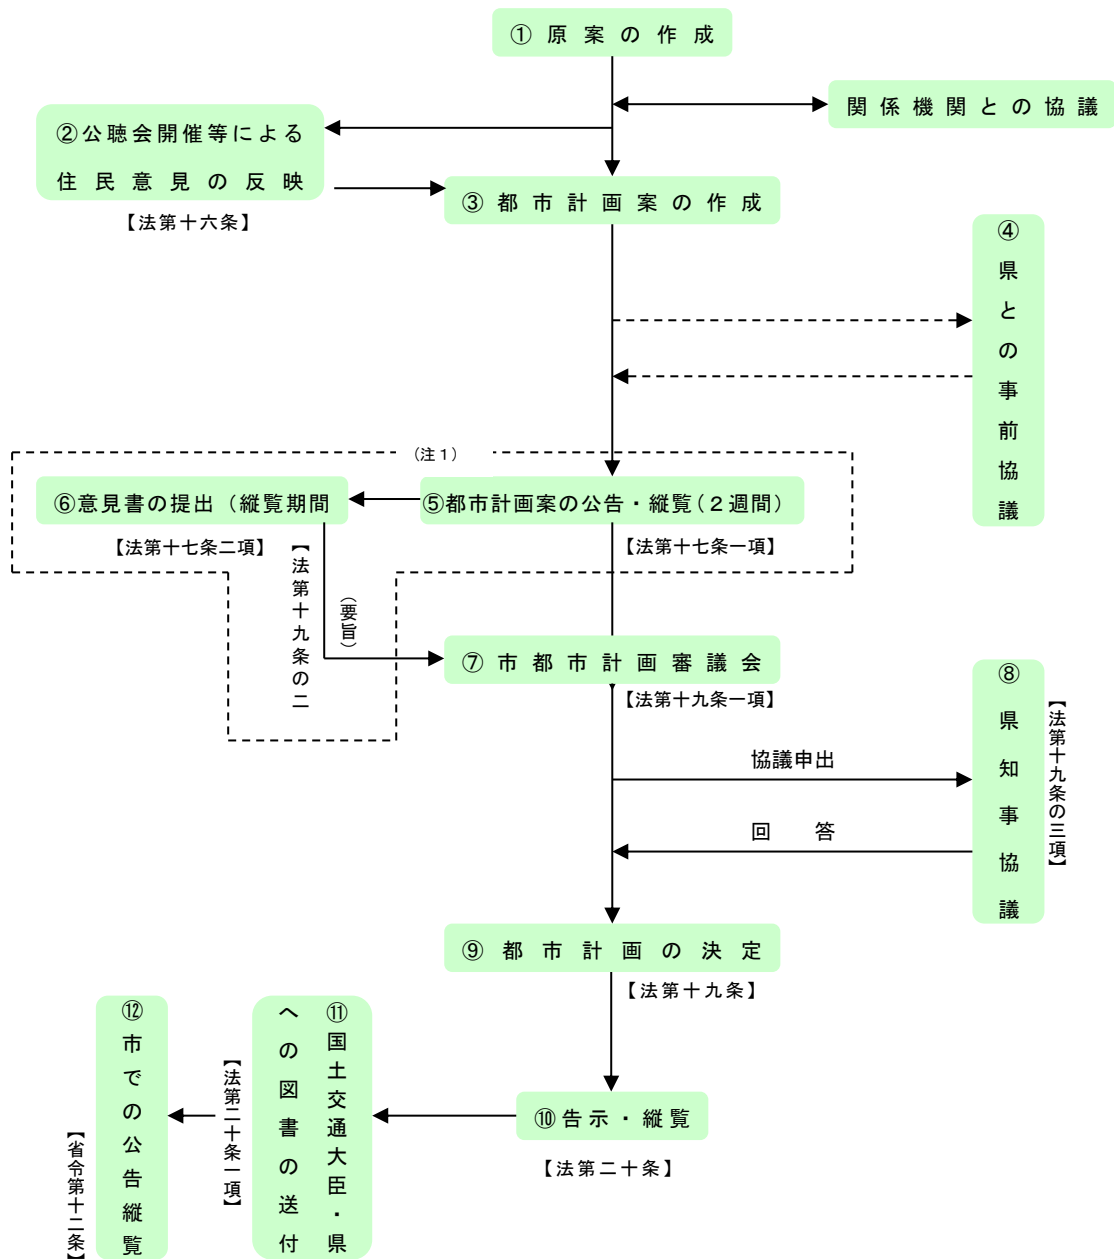 ①原案の作成
関係機関との協議
②公聴会開催等による
住民意見の反映
【法第十六条】
③都市計画案の作成
④県との事前協議
(注1)
⑥意見書の提出(縦覧期間
⑤都市計画案の公告・縦覧(2週間)
【法第十七条二項】
【法第十七条一項】
【法第十九条の二
(要旨)
⑦市都市計画審議会
【法第十九条一項】
⑧県知事協議
【法第十九条の三項】
協議申出
回 答
⑨都市計画の決定
【法第十九条】
⑩告示・縦覧
【法第二十条】
⑪国土交通大臣・県
への図書の送付
【法第二十条一項】
⑫市での公告縦覧
【省令第十二条】